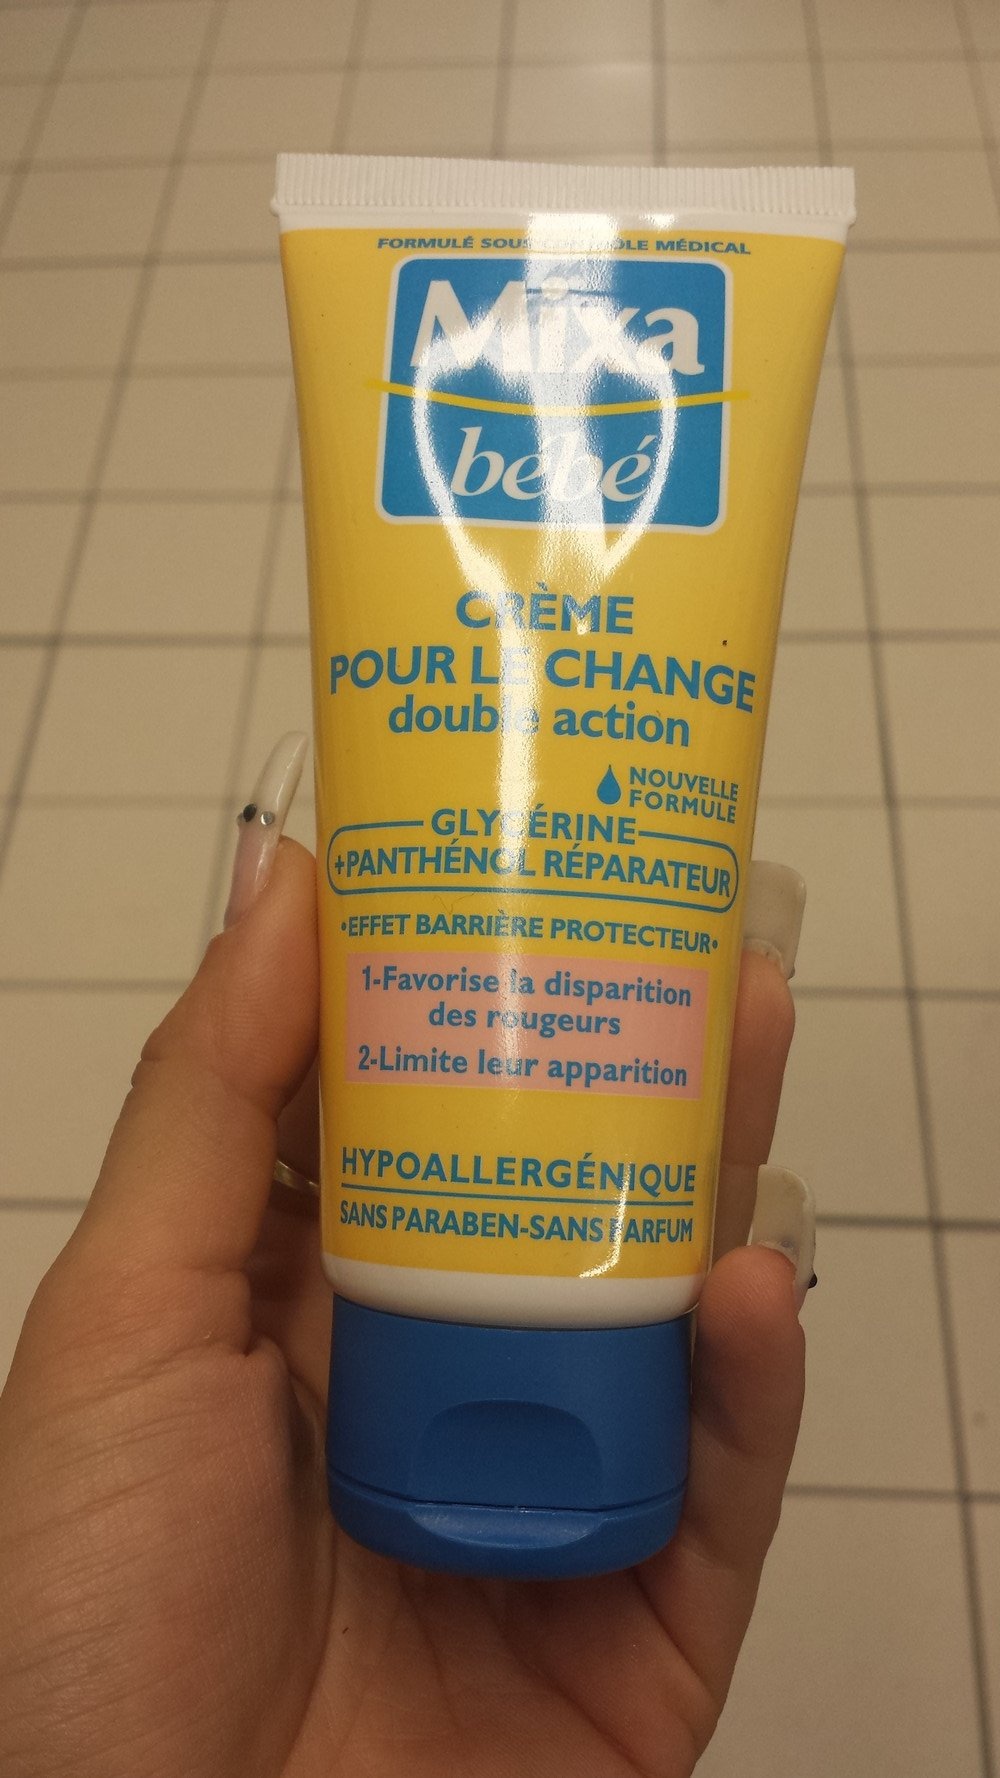 FORMULÉ SOUS CONTRÔLE MÉDICAL
Mixa
bébé
CRÈME
POUR LE CHANGE
double action
NOUVELLE
FORMULE
GLYCÉRINE
+PANTHÉNOL RÉPARATEUR
•EFFET BARRIÈRE PROTECTEUR•
1-Favorise la disparition
des rougeurs
2-Limite leur apparition
HYPOALLERGÉNIQUE
SANS PARABEN-SANS PARFUM